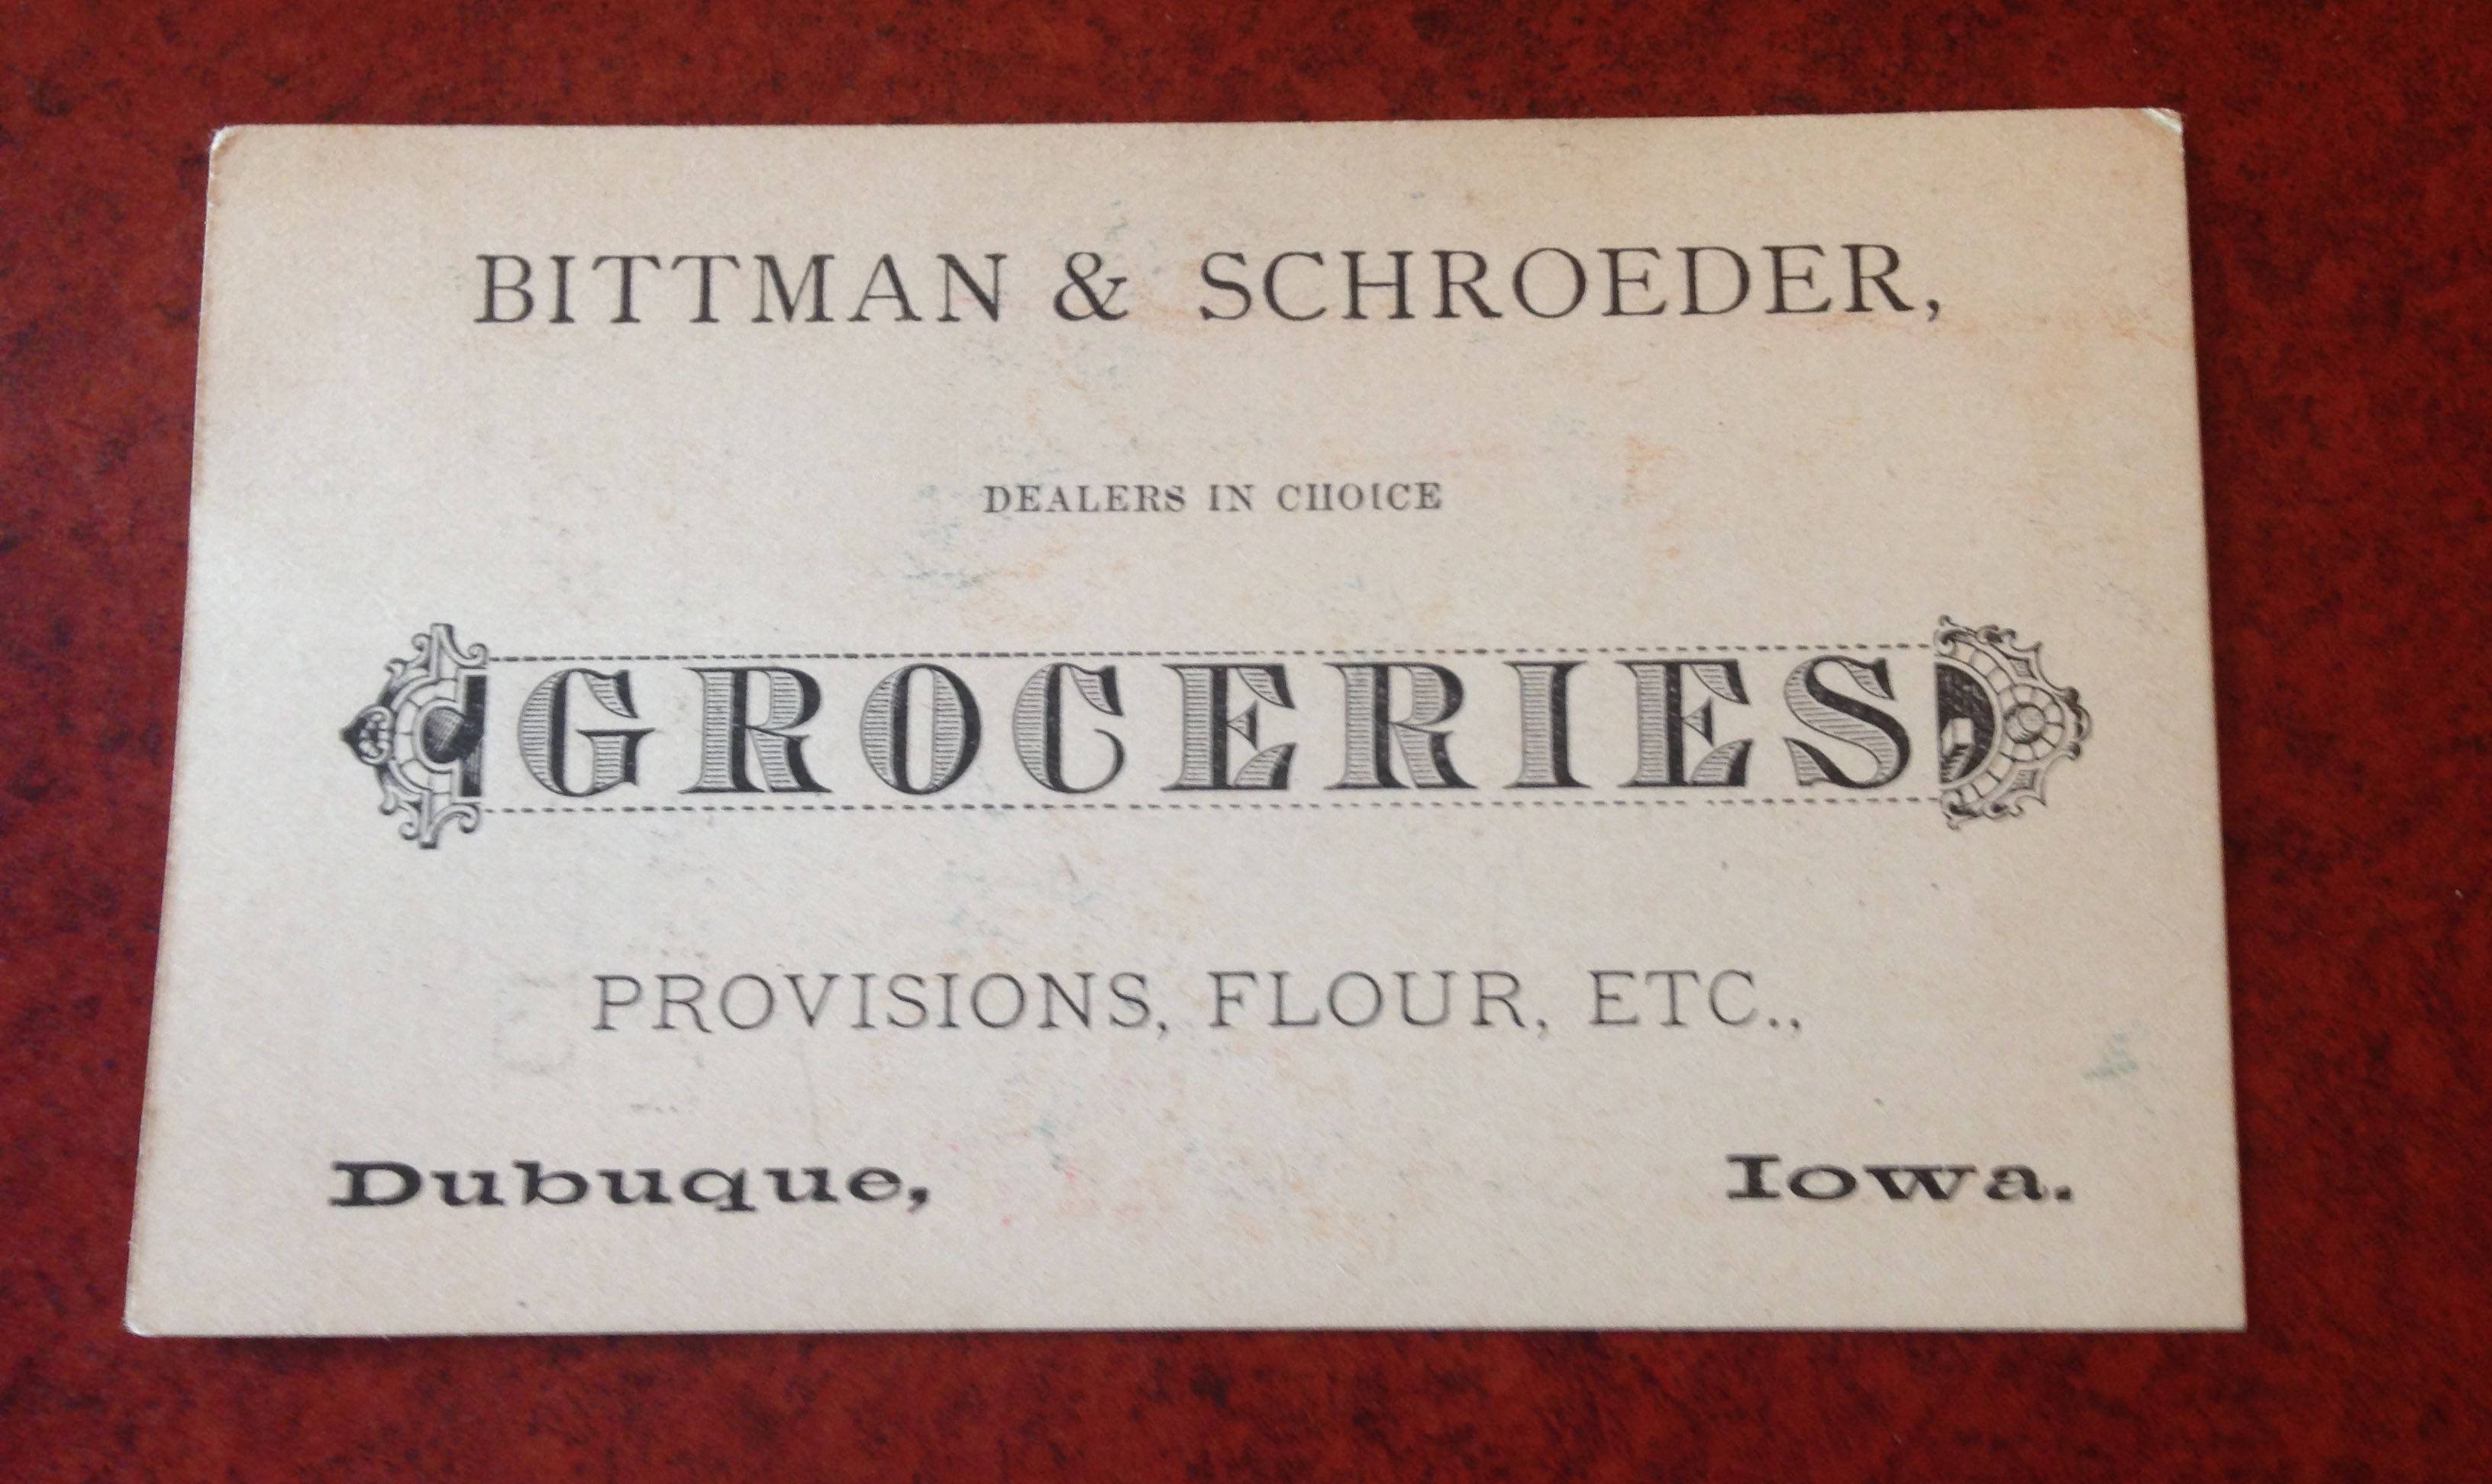 BITTMAN & SCHROEDER,
DEALERS IN CHOICE
GROCERIES
PROVISIONS, FLOUR, ETC.,
Dubuque, Iowa.